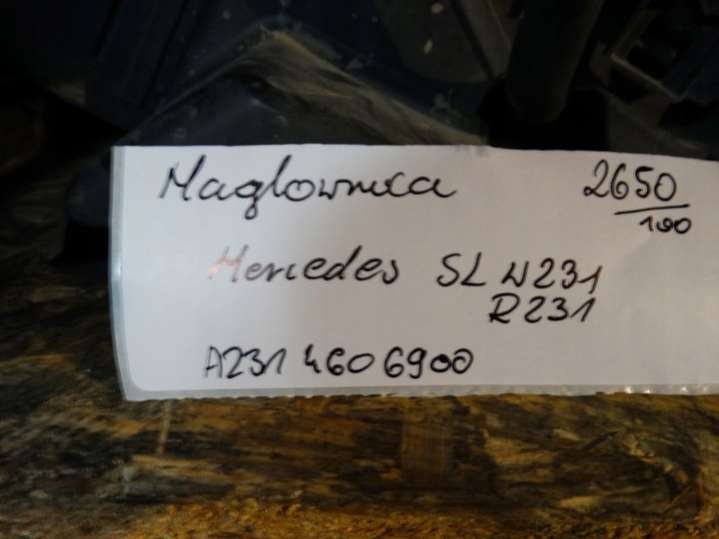 Maglownica 2650
100
Mercedes SL W231
R231
A231 460 6900